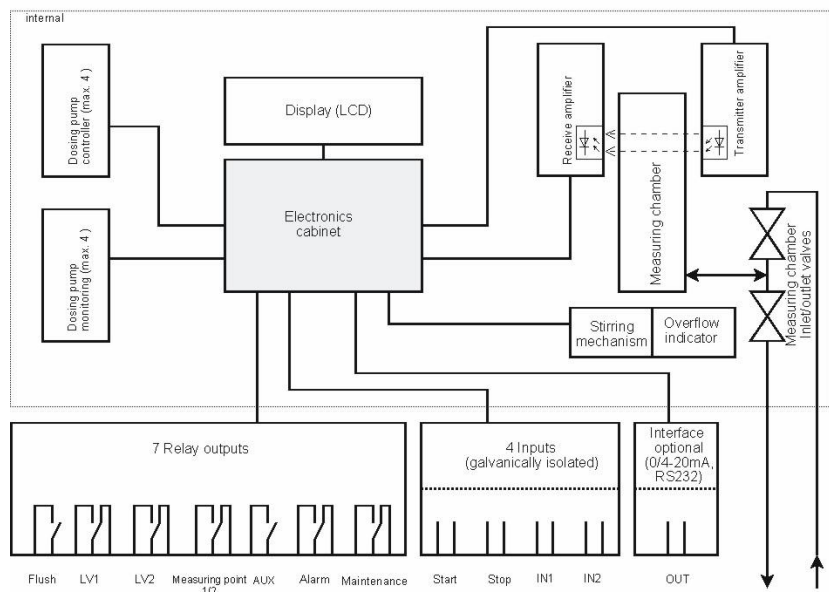 internal
Dosing pump
controller (max. 4 )
Display (LCD)
Receive amplifier
Transmitter amplifier
Measuring chamber
Electronics
cabinet
Dosing pump
monitoring (max. 4 )
Measuring chamber
Inlet/outlet valves
Stirring
mechanism
Overflow
indicator
7 Relay outputs
4 Inputs
(galvanically isolated)
Interface
optional
(0/4-20mA,
RS232)
Flush
LV1
LV2
Measuring point
1/2
AUX
Alarm
Maintenance
Start
Stop
IN1
IN2
OUT